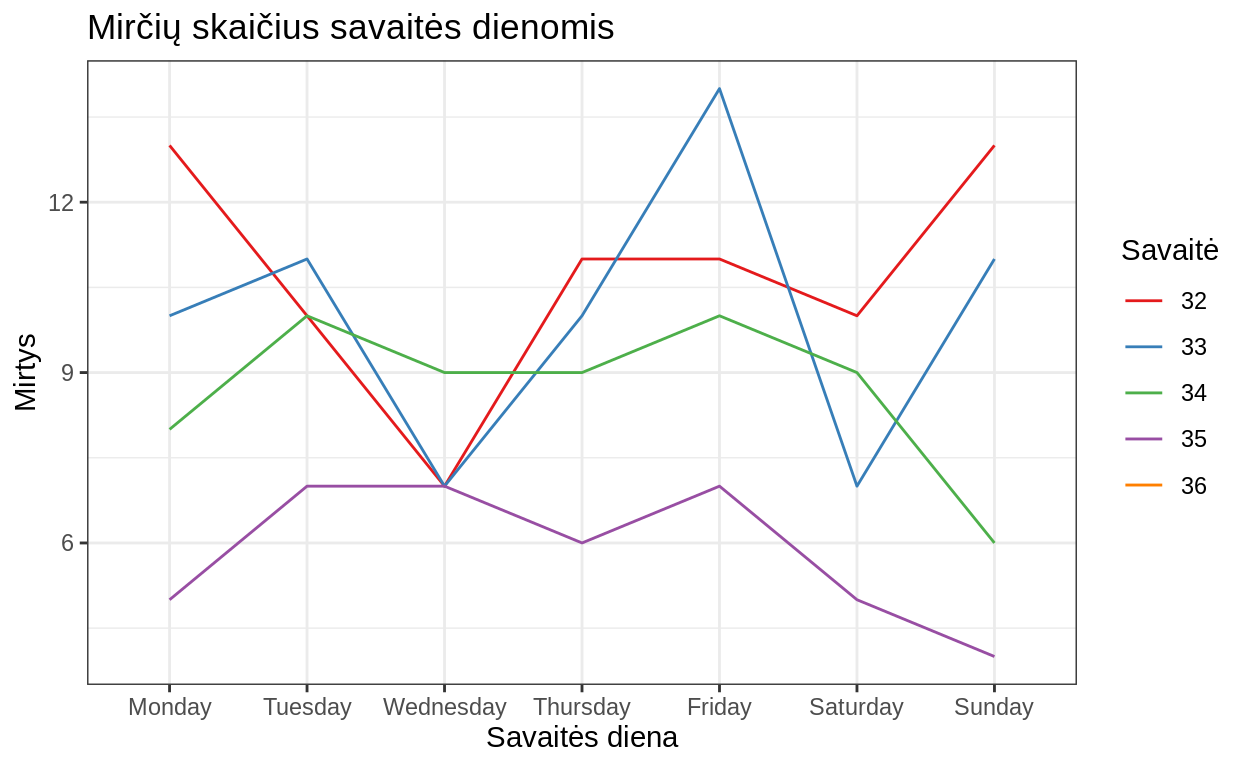 Mirčių skaičius savaitės dienomis
Mirtys
12
9
6
Monday Tuesday Wednesday Thursday Friday Saturday Sunday
Savaitės diena
Savaitė
32
33
34
35
36